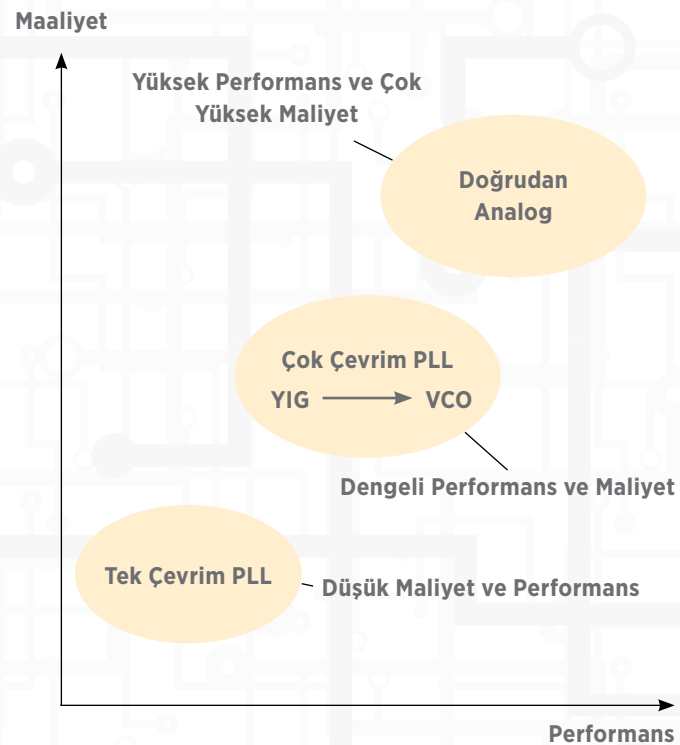 Maaliyet
Yüksek Performans ve Çok
Yüksek Maliyet
Doğrudan
Analog
Çok Çevrim PLL
YIG VCO
Dengeli Performans ve Maliyet
Tek Çevrim PLL
Düşük Maliyet ve Performans
Performans